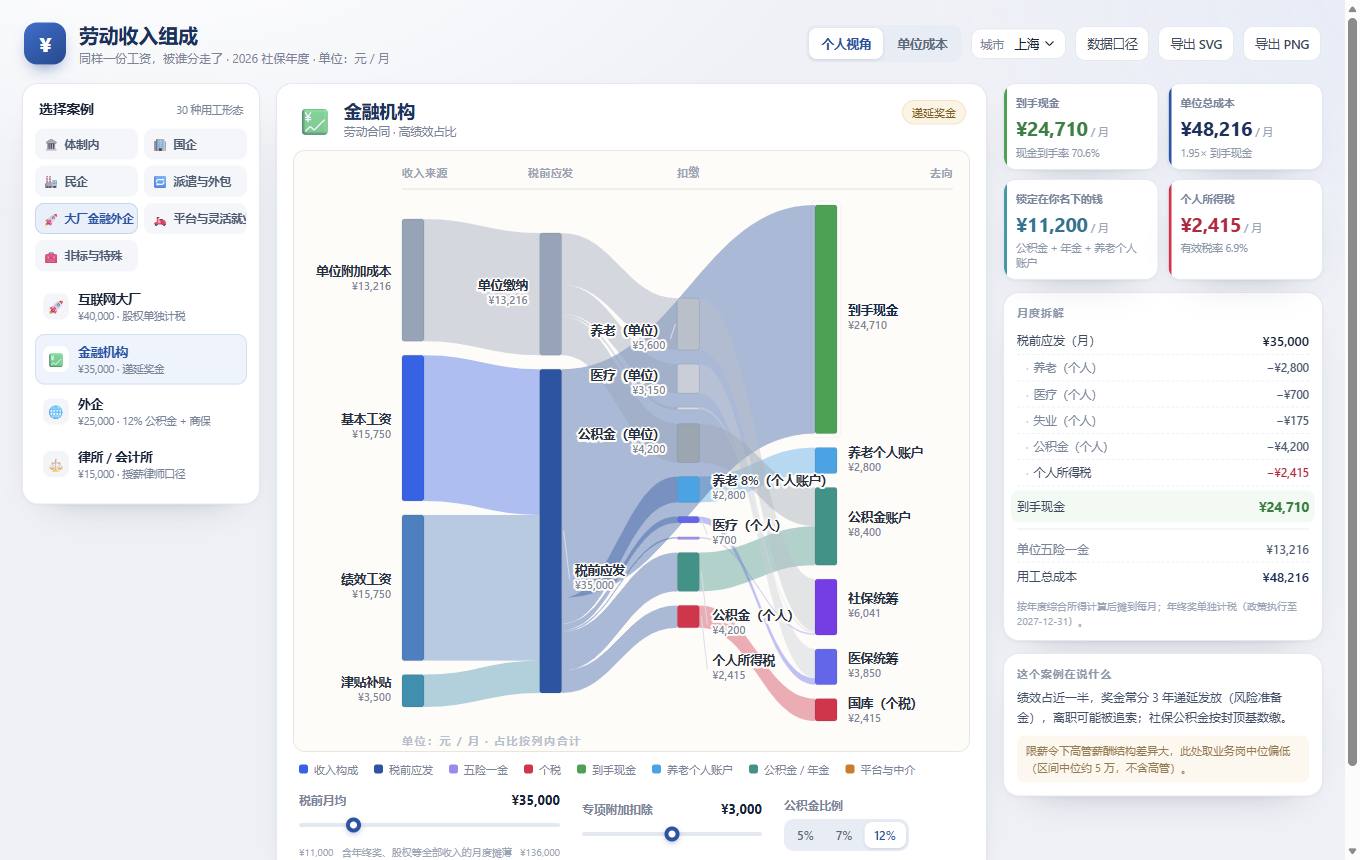 ¥
劳动收入组成
同样一份工资，被谁分走了 · 2026 社保年度 · 单位：元 / 月
个人视角
单位成本
城市 上海
数据口径
导出 SVG
导出 PNG
选择案例
30 种用工形态
体制内
国企
民企
派遣与外包
大厂金融外企
平台与灵活就业
非标与特殊
互联网大厂
¥40,000 · 股权单独计税
金融机构
¥35,000 · 递延奖金
外企
¥25,000 · 12% 公积金 + 商保
律所 / 会计所
¥15,000 · 授薪律师口径
金融机构
劳动合同 · 高绩效占比
递延奖金
收入来源
税前应发
扣缴
去向
单位附加成本
¥13,216
基本工资
¥15,750
绩效工资
¥15,750
津贴补贴
¥3,500
单位缴纳
¥13,216
税前应发
¥35,000
养老（单位）
¥5,600
医疗（单位）
¥3,150
公积金（单位）
¥4,200
养老 8%（个人账户）
¥2,800
医疗（个人）
¥700
公积金（个人）
¥4,200
个人所得税
¥2,415
到手现金
¥24,710
养老个人账户
¥2,800
公积金账户
¥8,400
社保统筹
¥6,041
医保统筹
¥3,850
国库（个税）
¥2,415
单位：元 / 月 · 占比按列内合计
收入构成
税前应发
五险一金
个税
到手现金
养老个人账户
公积金 / 年金
平台与中介
税前月均
¥35,000
¥11,000
含年终奖、股权等全部收入的月度摊薄
¥136,000
专项附加扣除
¥3,000
公积金比例
5%
7%
12%
到手现金
¥24,710 / 月
现金到手率 70.6%
单位总成本
¥48,216 / 月
1.95× 到手现金
锁定在你名下的钱
¥11,200 / 月
公积金 + 年金 + 养老个人
账户
个人所得税
¥2,415 / 月
有效税率 6.9%
月度拆解
税前应发（月） ¥35,000
· 养老（个人） −¥2,800
· 医疗（个人） −¥700
· 失业（个人） −¥175
· 公积金（个人） −¥4,200
· 个人所得税 −¥2,415
到手现金 ¥24,710
单位五险一金 ¥13,216
用工总成本 ¥48,216
按年度综合所得计算后摊到每月；年终奖单独计税（政策执行至
2027-12-31）。
这个案例在说什么
绩效占近一半，奖金常分 3 年递延发放（风险准备
金），离职可能被追索；社保公积金按封顶基数缴。
限薪令下高管薪酬结构差异大，此处取业务岗中位偏低
（区间中位约 5 万，不含高管）。